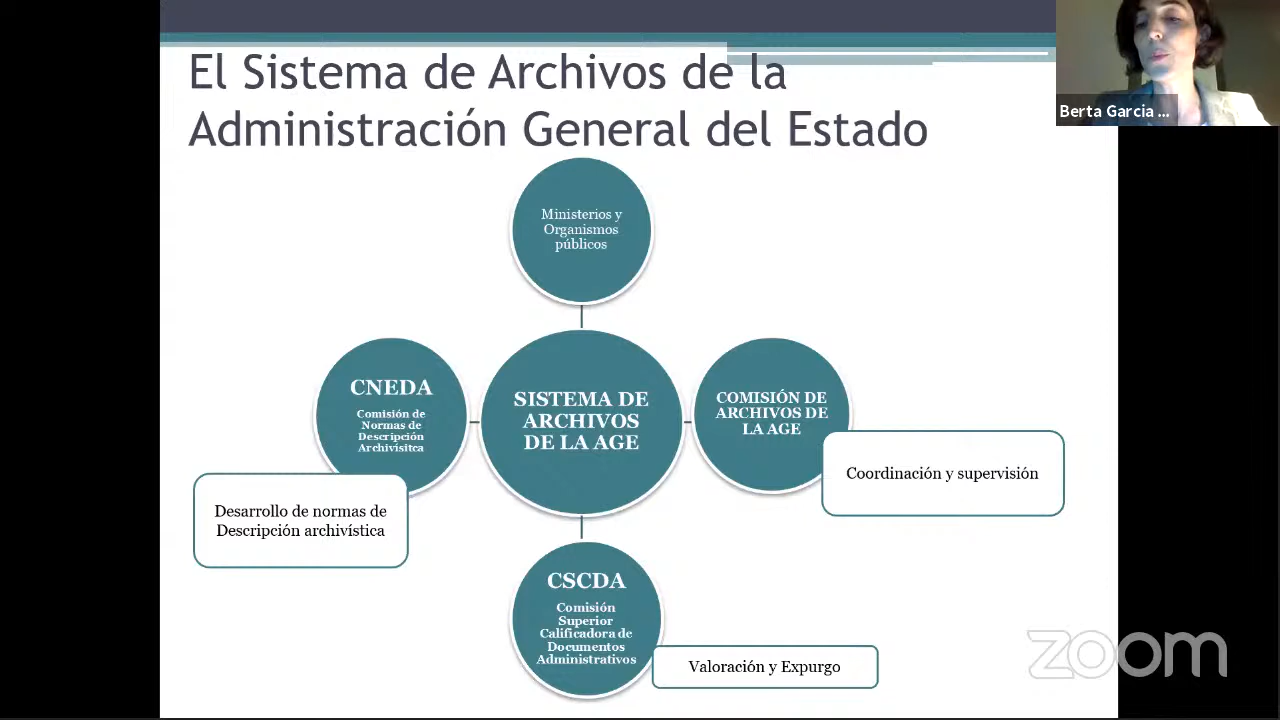 El Sistema de Archivos de la
Administración General del Estado
Berta Garcia ...
Ministerios y
Organismos
públicos
CNEDA
Comisión de
Normas de
Descripción
Archivísitca
SISTEMA DE
ARCHIVOS
DE LA AGE
COMISIÓN DE
ARCHIVOS DE
LA AGE
Coordinación y supervisión
Desarrollo de normas de
Descripción archivística
CSCDA
Comisión
Superior
Calificadora de
Documentos
Administrativos
Valoración y Expurgo
zoom